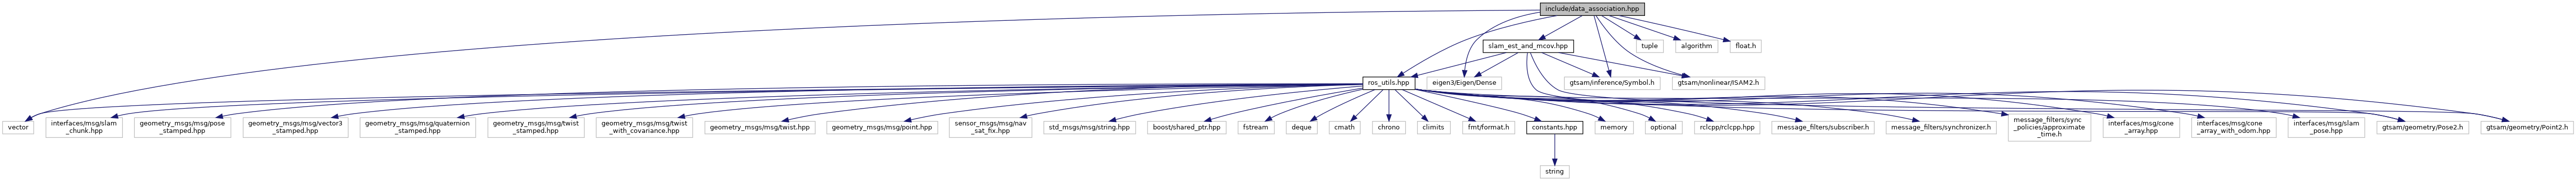 include/data_association.hpp
slam_est_and_mcov.hpp
tuple
algorithm
float.h
ros_utils.hpp
eigen3/Eigen/Dense
gtsam/inference/Symbol.h
gtsam/nonlinear/ISAM2.h
vector
interfaces/msg/slam
_chunk.hpp
geometry_msgs/msg/pose
_stamped.hpp
geometry_msgs/msg/vector3
_stamped.hpp
geometry_msgs/msg/quaternion
_stamped.hpp
geometry_msgs/msg/twist
_stamped.hpp
geometry_msgs/msg/twist
_with_covariance.hpp
geometry_msgs/msg/twist.hpp
geometry_msgs/msg/point.hpp
sensor_msgs/msg/nav
_sat_fix.hpp
std_msgs/msg/string.hpp
boost/shared_ptr.hpp
fstream
deque
cmath
chrono
climits
fmt/format.h
constants.hpp
memory
optional
rclcpp/rclcpp.hpp
message_filters/subscriber.h
message_filters/synchronizer.h
message_filters/sync
_policies/approximate
_time.h
interfaces/msg/cone
_array.hpp
interfaces/msg/cone
_array_with_odom.hpp
interfaces/msg/slam
_pose.hpp
gtsam/geometry/Pose2.h
gtsam/geometry/Point2.h
string